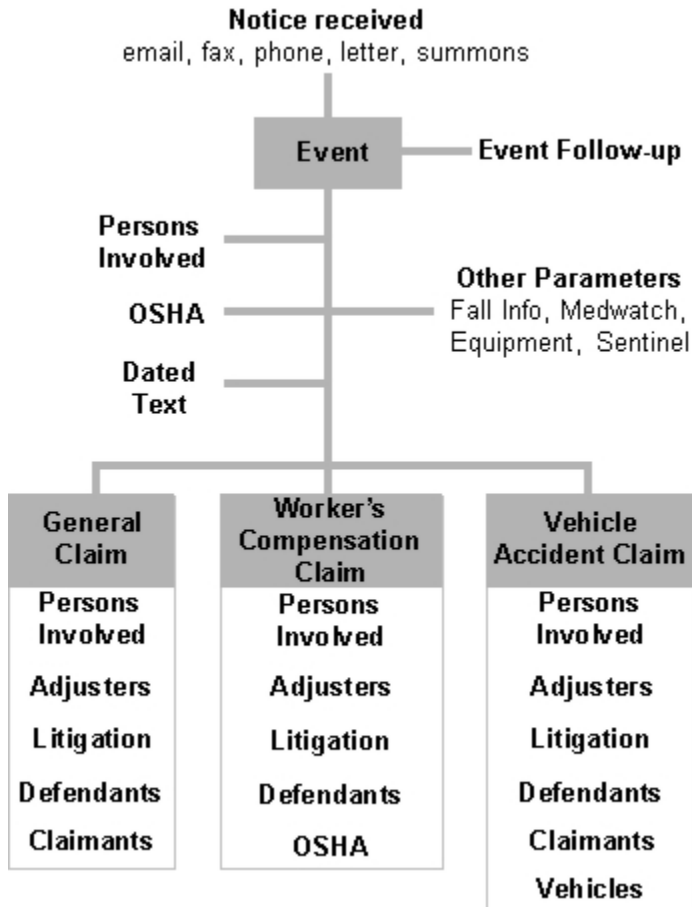 Notice received
email, fax, phone, letter, summons
Event
Event Follow-up
Persons
Involved
Other Parameters
Fall Info, Medwatch,
Equipment, Sentinel
OSHA
Dated
Text
General
Claim
Persons
Involved
Adjusters
Litigation
Defendants
Claimants
Worker's
Compensation
Claim
Persons
Involved
Adjusters
Litigation
Defendants
OSHA
Vehicle
Accident Claim
Persons
Involved
Adjusters
Litigation
Defendants
Claimants
Vehicles